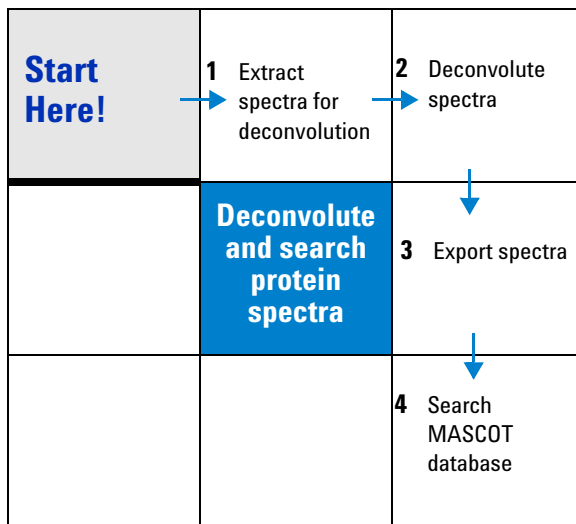 Start
Here!
1 Extract
spectra for
deconvolution
2 Deconvolute
spectra
Deconvolute
and search
protein
spectra
3 Export spectra
4 Search
MASCOT
database